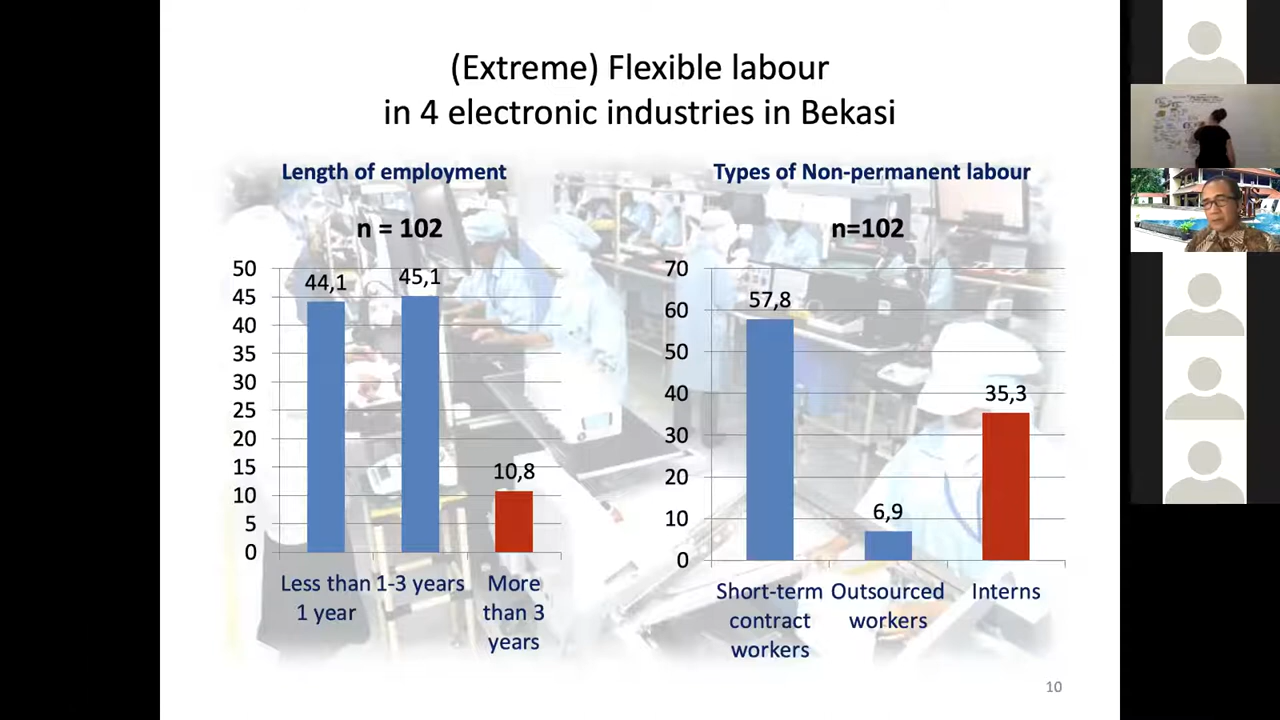 (Extreme) Flexible labour
in 4 electronic industries in Bekasi
Length of employment
n = 102
50
45
40
35
30
25
20
15
10
5
0
44,1
45,1
10,8
Less than
1 year
1-3 years
More
than 3
years
Types of Non-permanent labour
n=102
70
60
50
40
30
20
10
0
57,8
6,9
35,3
Short-term
contract
workers
Outsourced
workers
Interns
10